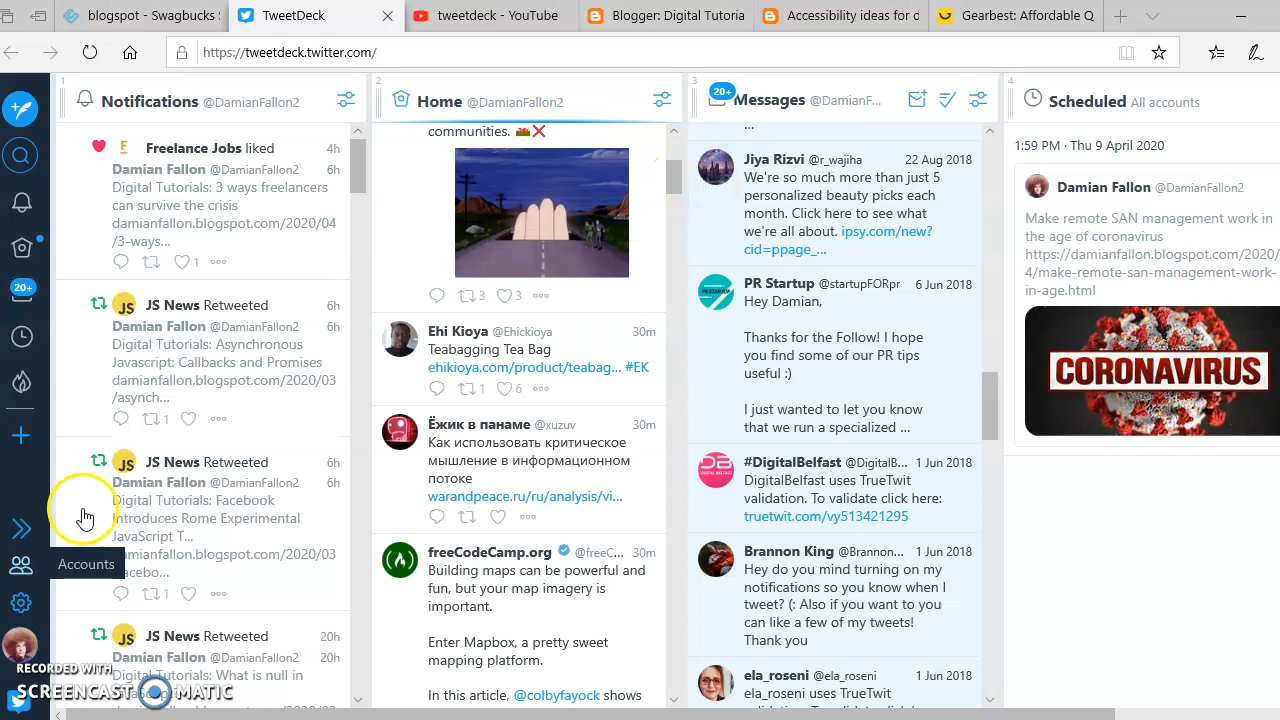 blogspot - Swagbucks
TweetDeck
tweetdeck - YouTube
Blogger: Digital Tutoria
Accessibility ideas for d
Gearbest: Affordable Q
https://tweetdeck.twitter.com/
1
Notifications @DamianFallon2
Freelance Jobs liked 4h
Damian Fallon @DamianFallon2 6h
Digital Tutorials: 3 ways freelancers
can survive the crisis
damianfallon.blogspot.com/2020/04
/3-ways...
1
JS News Retweeted 6h
Damian Fallon @DamianFallon2 6h
Digital Tutorials: Asynchronous
Javascript: Callbacks and Promises
damianfallon.blogspot.com/2020/03
/asynch...
1
JS News Retweeted 6h
Damian Fallon @DamianFallon2 6h
Digital Tutorials: Facebook
Introduces Rome Experimental
JavaScript T...
damianfallon.blogspot.com/2020/03
/facebo...
1
JS News Retweeted 20h
Damian Fallon @DamianFallon2 20h
Digital Tutorials: What is null in
20+
Accounts
RECORDED WITH
SCREENCAST MATIC
2
Home @DamianFallon2
communities.
3 3
Ehi Kioya @Ehickioya 30m
Teabagging Tea Bag
ehikioya.com/product/teabag... #EK
1 6
Ёжик в панаме @xuzuv 30m
Как использовать критическое
мышление в информационном
потоке
warandpeace.ru/ru/analysis/vi...
freeCodeCamp.org @freeC... 30m
Building maps can be powerful and
fun, but your map imagery is
important.
Enter Mapbox, a pretty sweet
mapping platform.
In this article, @colbyfayock shows
3
20+
Messages @DamianF...
...
Jiya Rizvi @r_wajiha 22 Aug 2018
We're so much more than just 5
personalized beauty picks each
month. Click here to see what
we're all about. ipsy.com/new?
cid=ppage_...
PR Startup @startupFORpr 6 Jun 2018
Hey Damian,
Thanks for the Follow! I hope
you find some of our PR tips
useful :)
I just wanted to let you know
that we run a specialized ...
#DigitalBelfast @DigitalB... 1 Jun 2018
DigitalBelfast uses TrueTwit
validation. To validate click here:
truetwit.com/vy513421295
Brannon King @Brannon... 1 Jun 2018
Hey do you mind turning on my
notifications so you know when I
tweet? (: Also if you want to you
can like a few of my tweets!
Thank you
ela_roseni @ela_roseni 1 Jun 2018
ela_roseni uses TrueTwit
4
Scheduled All accounts
1:59 PM · Thu 9 April 2020
Damian Fallon @DamianFallon2
Make remote SAN management work in
the age of coronavirus
https://damianfallon.blogspot.com/2020/
4/make-remote-san-management-work-
in-age.html
CORONAVIRUS